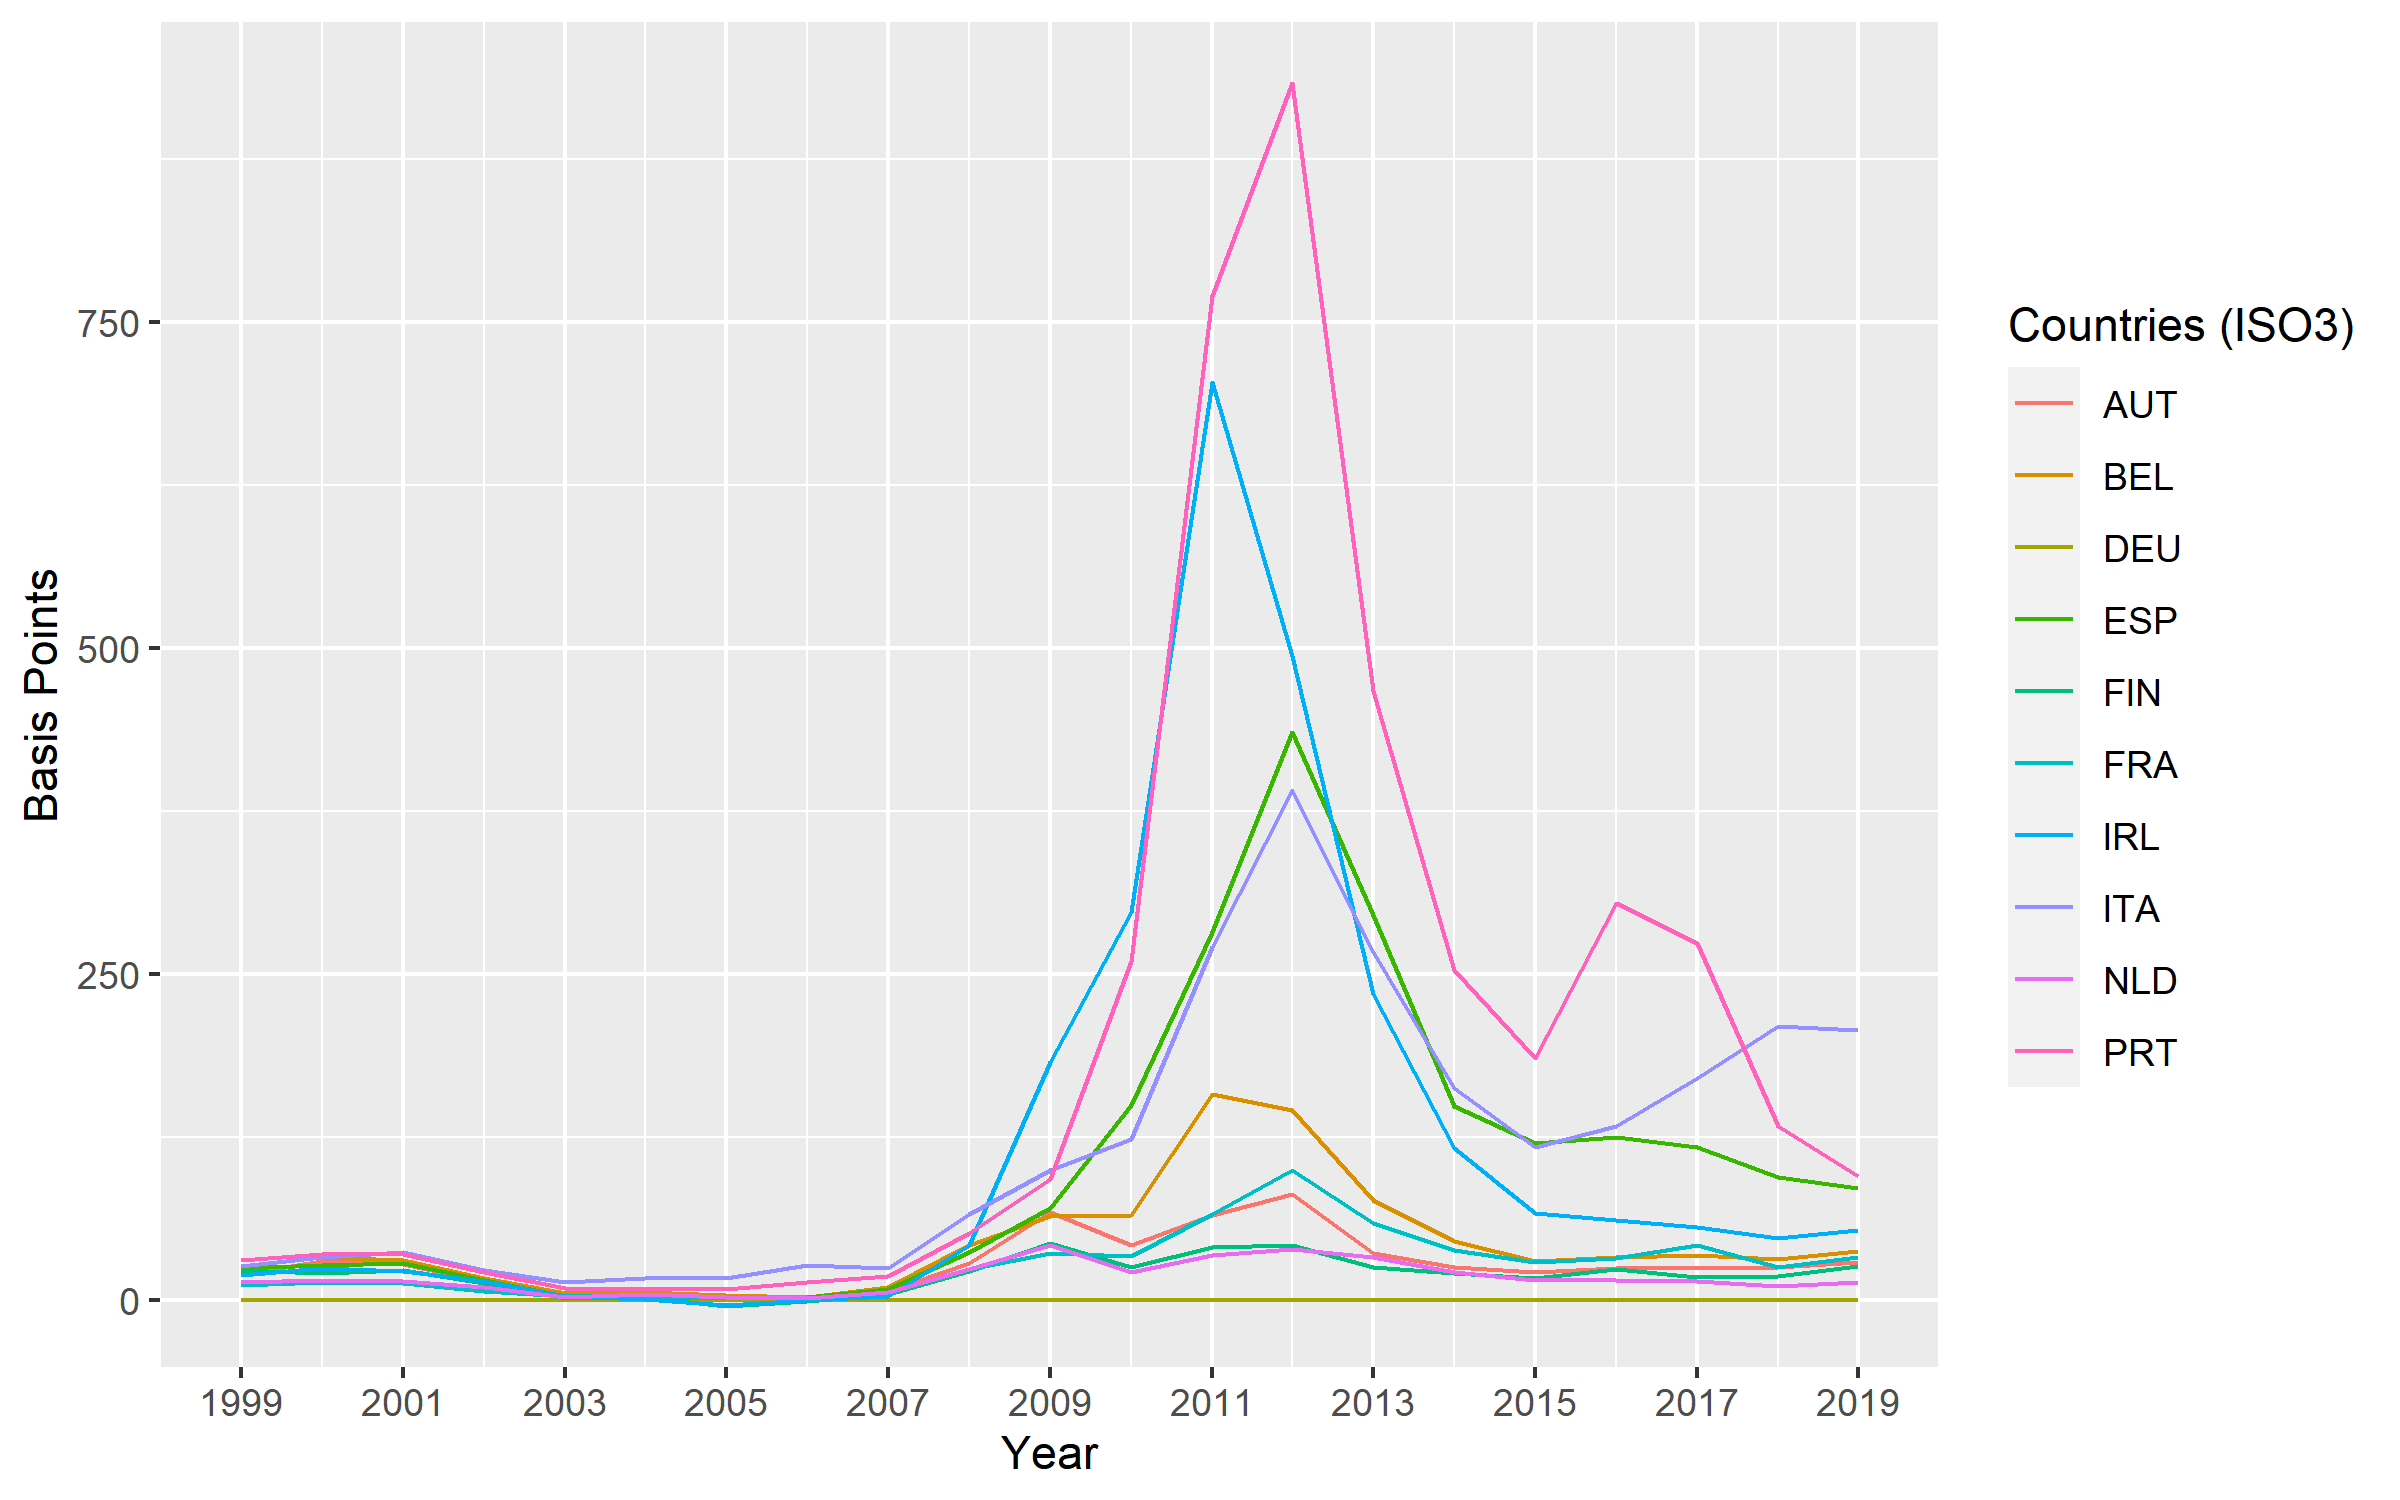 Basis Points
750
500
250
0
1999 2001 2003 2005 2007 2009 2011 2013 2015 2017 2019
Year
Countries (ISO3)
AUT
BEL
DEU
ESP
FIN
FRA
IRL
ITA
NLD
PRT